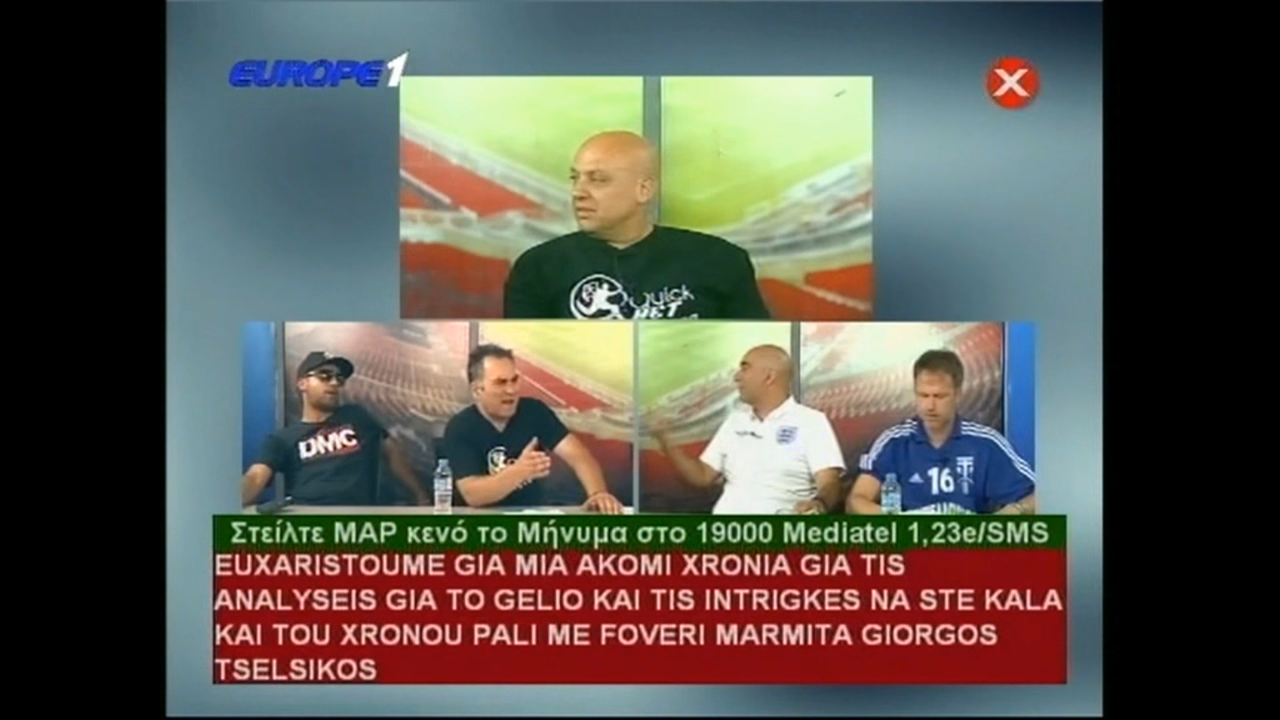 EUROPE1
X
Quick
BET
DMC
16
Στείλτε MAP κενό το Μήνυμα στο 19000 Mediatel 1,23e/SMS
EUXARISTOUME GIA MIA AKOMI XRONIA GIA TIS
ANALYSEIS GIA TO GELIO KAI TIS INTRIGKES NA STE KALA
KAI TOU XRONOU PALI ME FOVERI MARMITA GIORGOS
TSELSIKOS